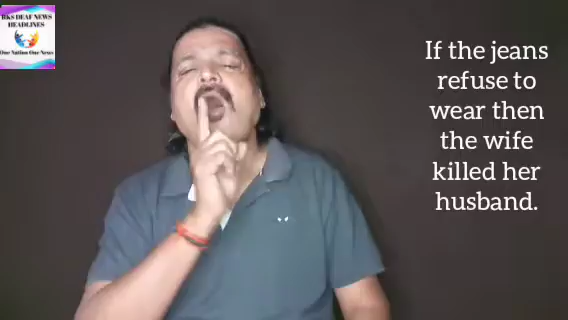 BKS DEAF NEWS
HEADLINES
One Nation One News
If the jeans
refuse to
wear then
the wife
killed her
husband.